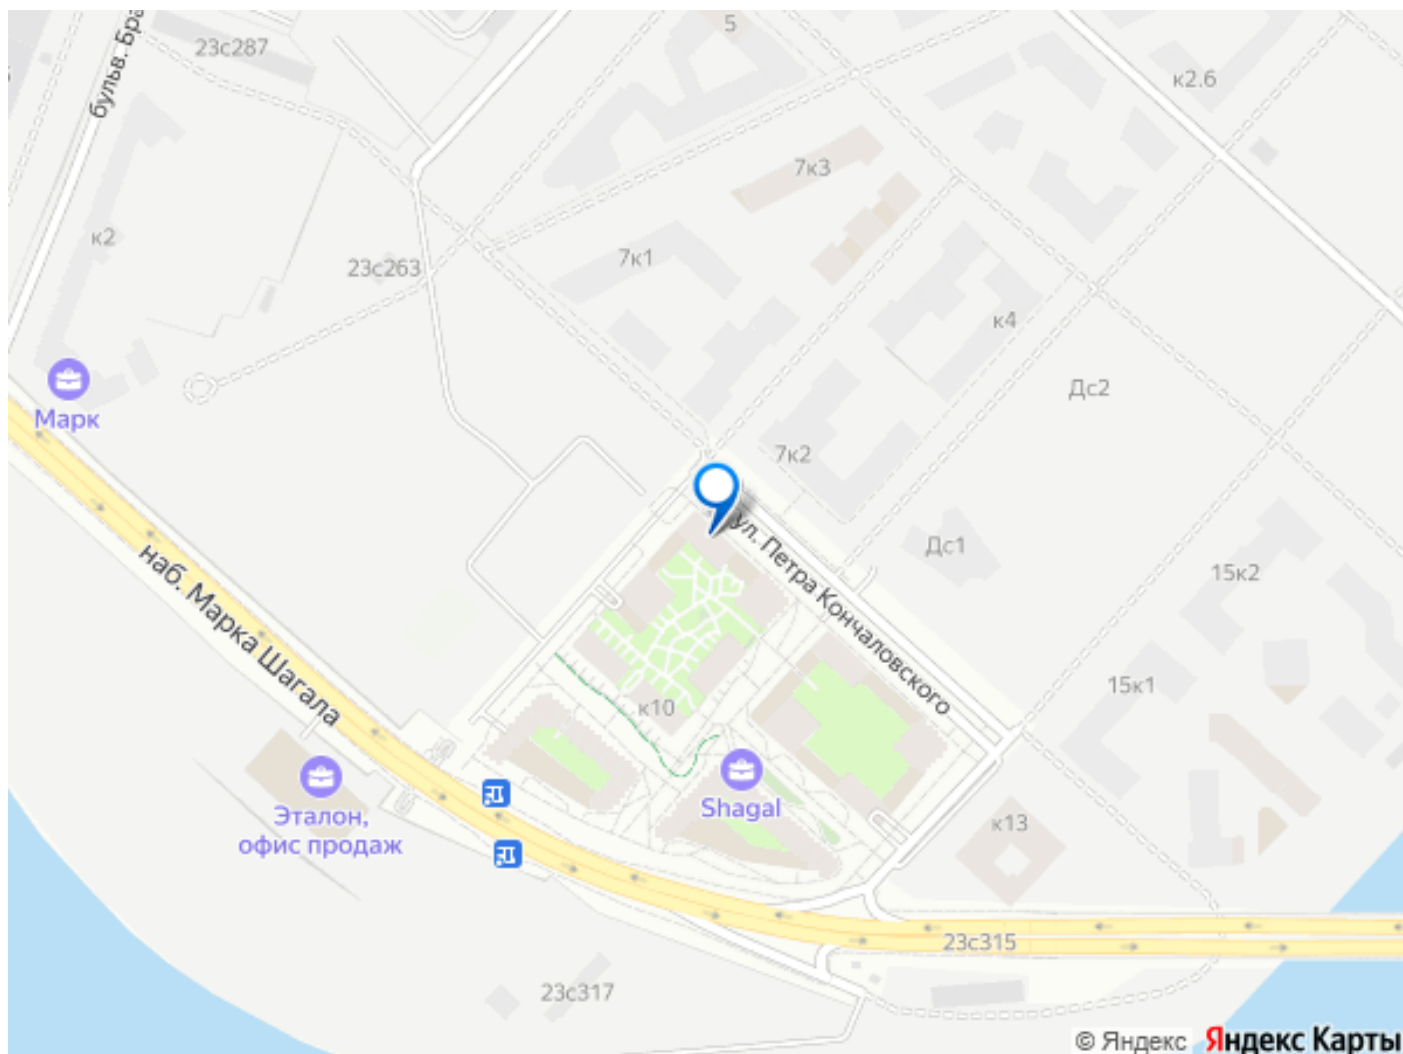 5
23с287
к2.6
бульв. Бра
7к3
к2
7к1
23с263
к4
Дс2
Марк
7к2
ул. Петра Кончаловского
Дс1
15к2
наб. Марка Шагала
15к1
к10
Shagal
Эталон,
офис продаж
к13
23с315
23с317
© Яндекс Яндекс Карты